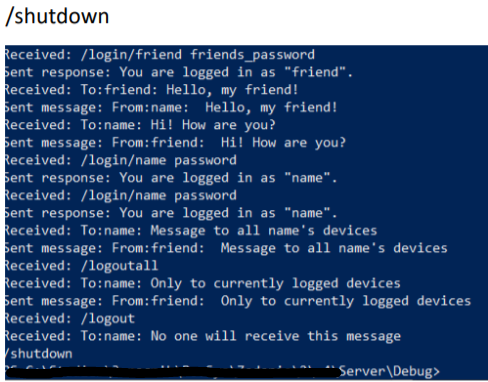 /shutdown
Received: /login/friend friends_password
Sent response: You are logged in as "friend".
Received: To:friend: Hello, my friend!
Sent message: From:name:  Hello, my friend!
Received: To:name: Hi! How are you?
Sent message: From:friend:  Hi! How are you?
Received: /login/name password
Sent response: You are logged in as "name".
Received: /login/name password
Sent response: You are logged in as "name".
Received: To:name: Message to all name's devices
Sent message: From:friend:  Message to all name's devices
Received: /logoutall
Received: To:name: Only to currently logged devices
Sent message: From:friend:  Only to currently logged devices
Received: /logout
Received: To:name: No one will receive this message
/shutdown
Server\Debug>